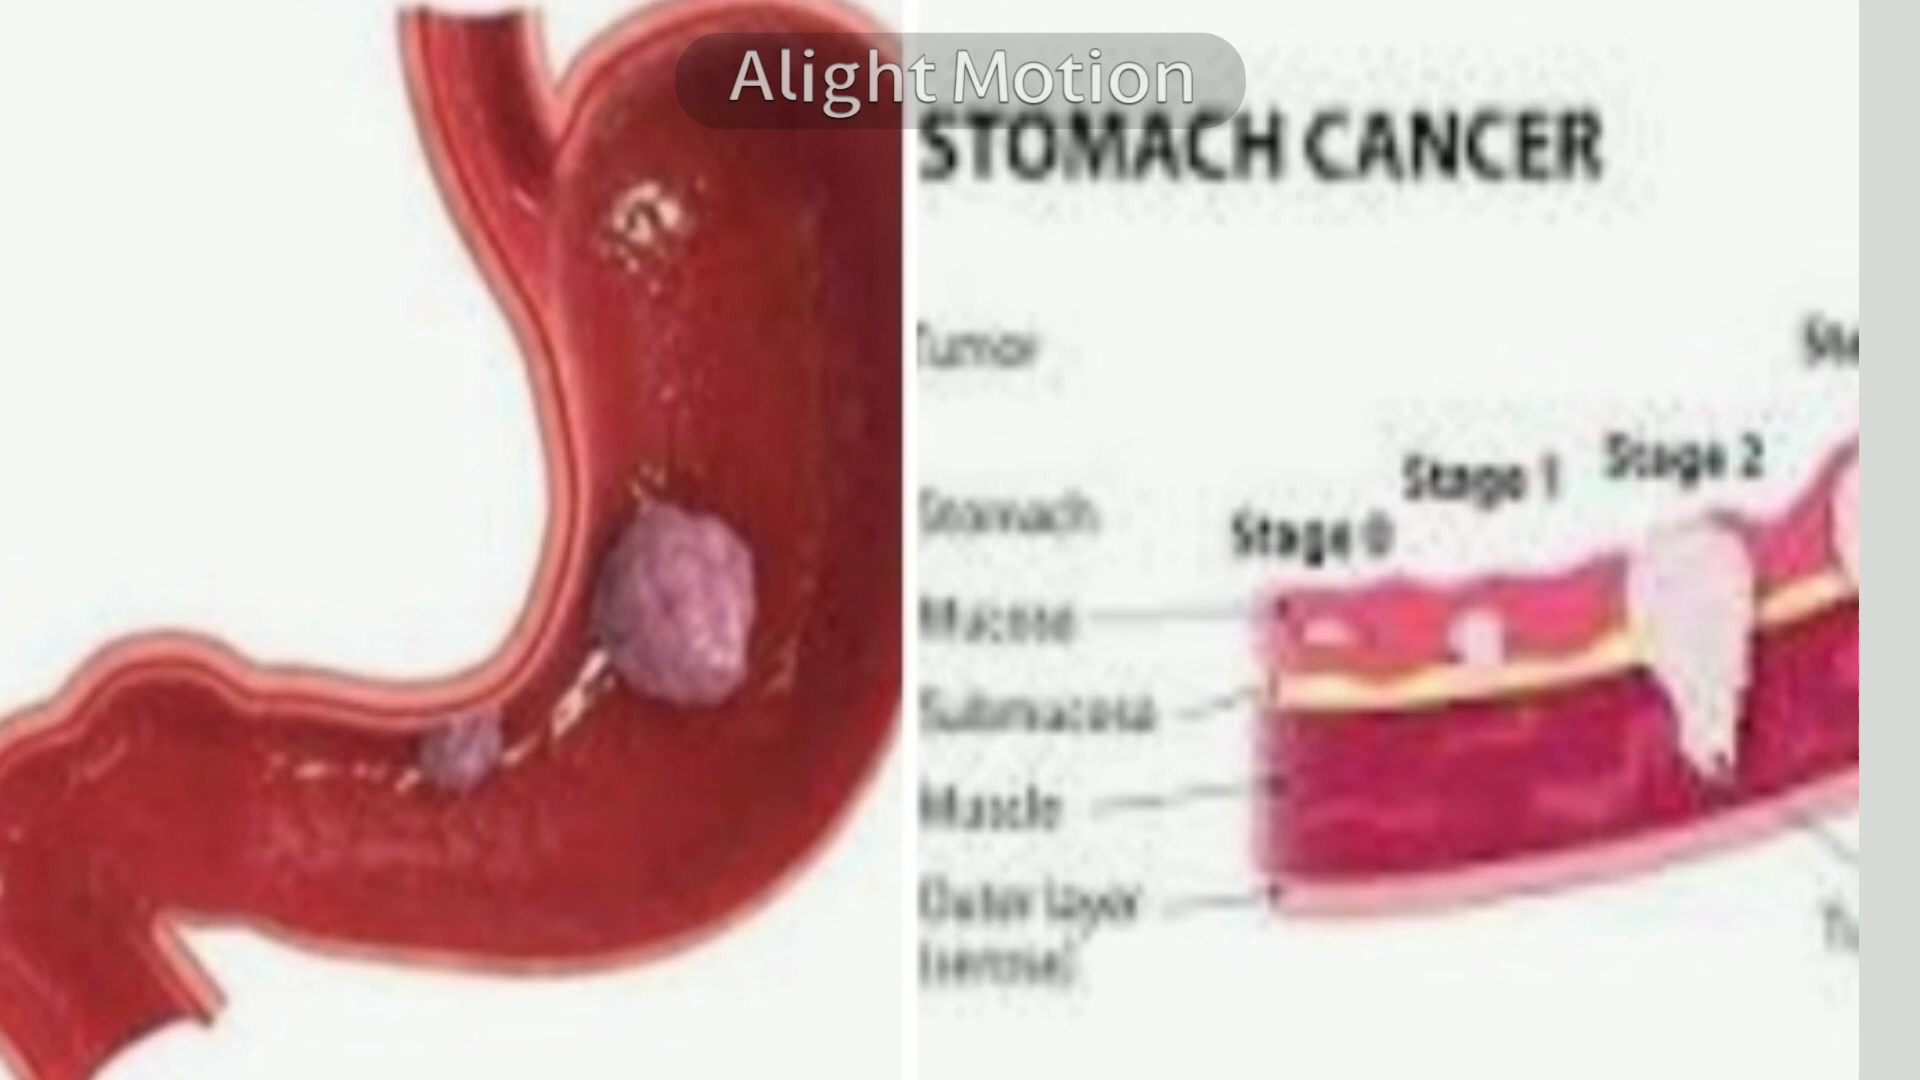 Alight Motion
STOMACH CANCER
Tumor
Stomach
Stage 0
Stage 1
Stage 2
Mucosa
Submucosa
Muscle
Outer layer
(serosa)